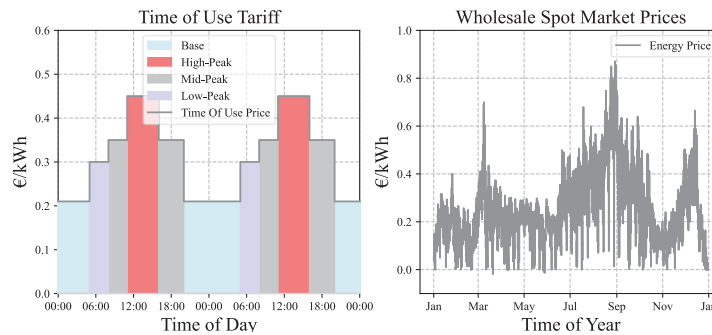 Time of Use Tariff
0.6
0.5
0.4
0.3
0.2
0.1
0.0
€/kWh
Base
High-Peak
Mid-Peak
Low-Peak
Time Of Use Price
00:00 06:00 12:00 18:00 00:00 06:00 12:00 18:00 00:00
Time of Day
Wholesale Spot Market Prices
1.0
0.8
0.6
0.4
0.2
0.0
€/kWh
Energy Price
Jan Mar May Jul Sep Nov Jan
Time of Year